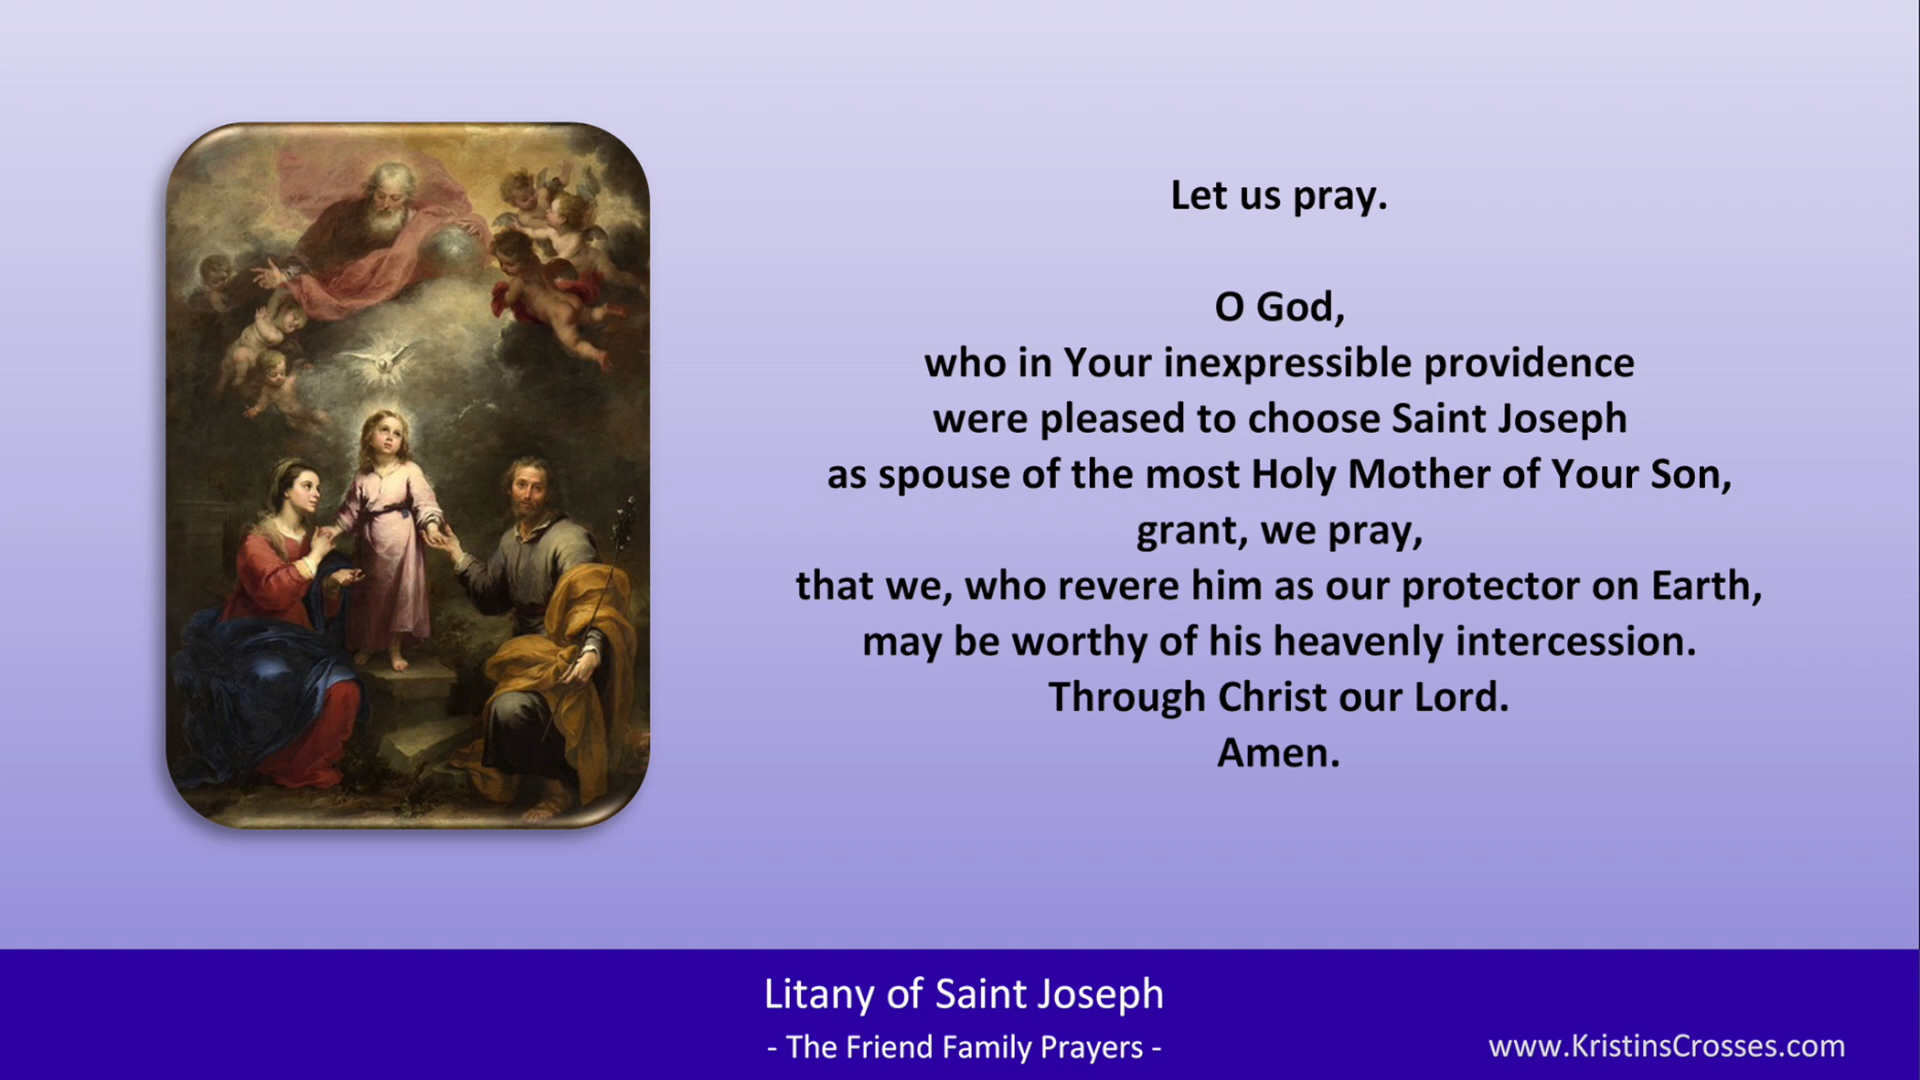 Let us pray.
O God,
who in Your inexpressible providence
were pleased to choose Saint Joseph
as spouse of the most Holy Mother of Your Son,
grant, we pray,
that we, who revere him as our protector on Earth,
may be worthy of his heavenly intercession.
Through Christ our Lord.
Amen.
Litany of Saint Joseph
- The Friend Family Prayers -
www.KristinsCrosses.com